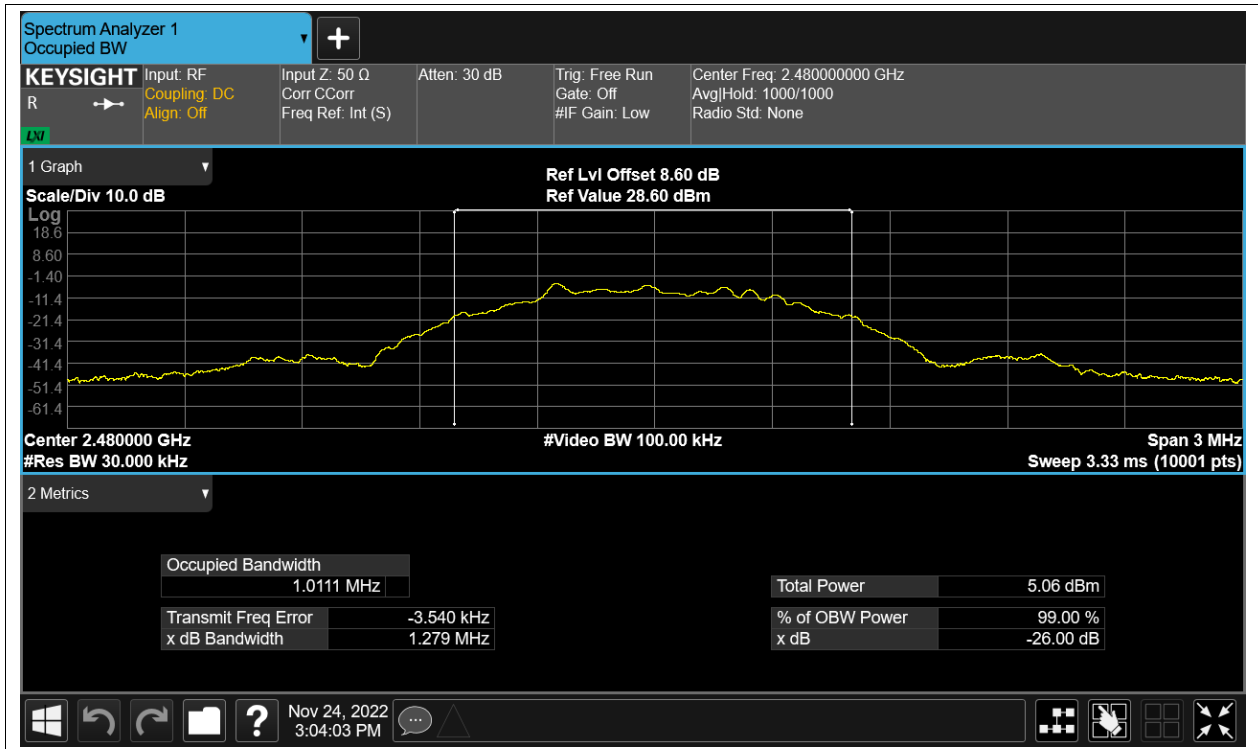 Spectrum Analyzer 1
Occupied BW
KEYSIGHT
R
LXI
Input: RF
Coupling: DC
Align: Off
Input Z: 50 Ω
Corr CCorr
Freq Ref: Int (S)
Atten: 30 dB
Trig: Free Run
Gate: Off
#IF Gain: Low
Center Freq: 2.480000000 GHz
Avg|Hold: 1000/1000
Radio Std: None
1 Graph
Scale/Div 10.0 dB
Ref Lvl Offset 8.60 dB
Ref Value 28.60 dBm
Log
18.6
8.60
-1.40
-11.4
-21.4
-31.4
-41.4
-51.4
-61.4
Center 2.480000 GHz
#Res BW 30.000 kHz
#Video BW 100.00 kHz
Span 3 MHz
Sweep 3.33 ms (10001 pts)
2 Metrics
Occupied Bandwidth
1.0111 MHz
Transmit Freq Error -3.540 kHz
x dB Bandwidth 1.279 MHz
Total Power 5.06 dBm
% of OBW Power 99.00 %
x dB -26.00 dB
?
Nov 24, 2022
3:04:03 PM